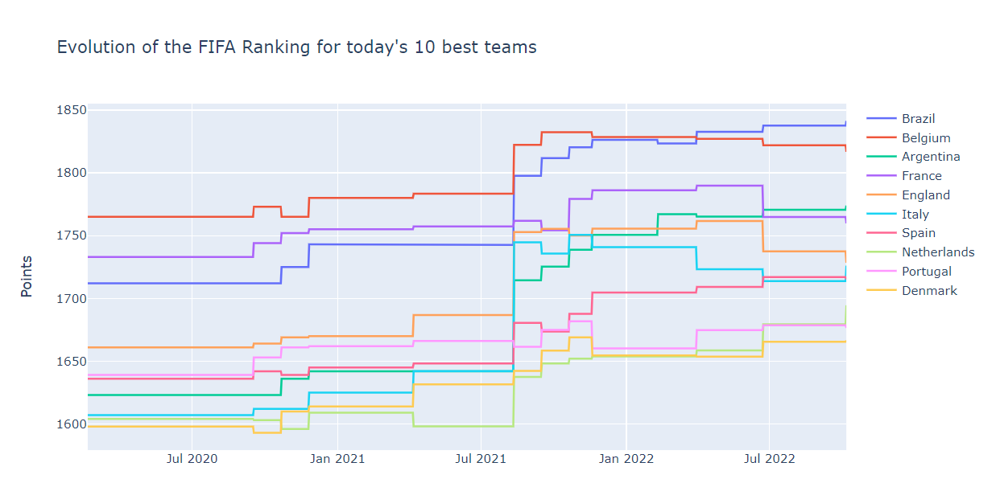 Evolution of the FIFA Ranking for today's 10 best teams
Points
1850
1800
1750
1700
1650
1600
Jul 2020
Jan 2021
Jul 2021
Jan 2022
Jul 2022
Brazil
Belgium
Argentina
France
England
Italy
Spain
Netherlands
Portugal
Denmark